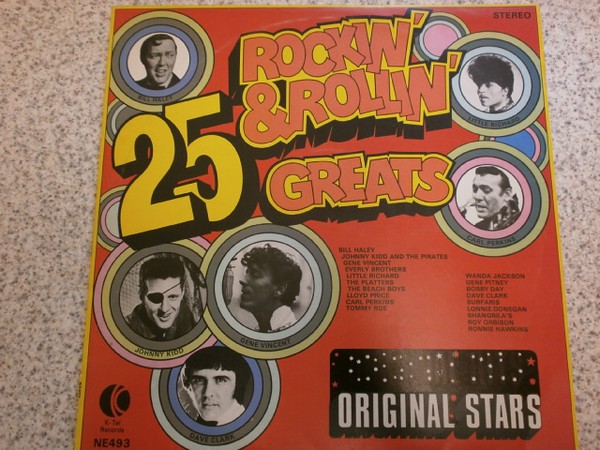 STEREO
ROCKIN'
&ROLLIN'
25
GREATS
BILL HALEY
LITTLE RICHARD
CARL PERKINS
JOHNNY KIDD
GENE VINCENT
DAVE CLARK
BILL HALEY
JOHNNY KIDD AND THE PIRATES
GENE VINCENT
EVERLY BROTHERS
LITTLE RICHARD
THE PLATTERS
THE BEACH BOYS
LLOYD PRICE
CARL PERKINS
TOMMY ROE
WANDA JACKSON
GENE PITNEY
BOBBY DAY
DAVE CLARK
SURFARIS
LONNIE DONEGAN
SHANGRILA'S
ROY ORBISON
RONNIE HAWKINS
ORIGINAL STARS
K
K-Tel
Records
NE493